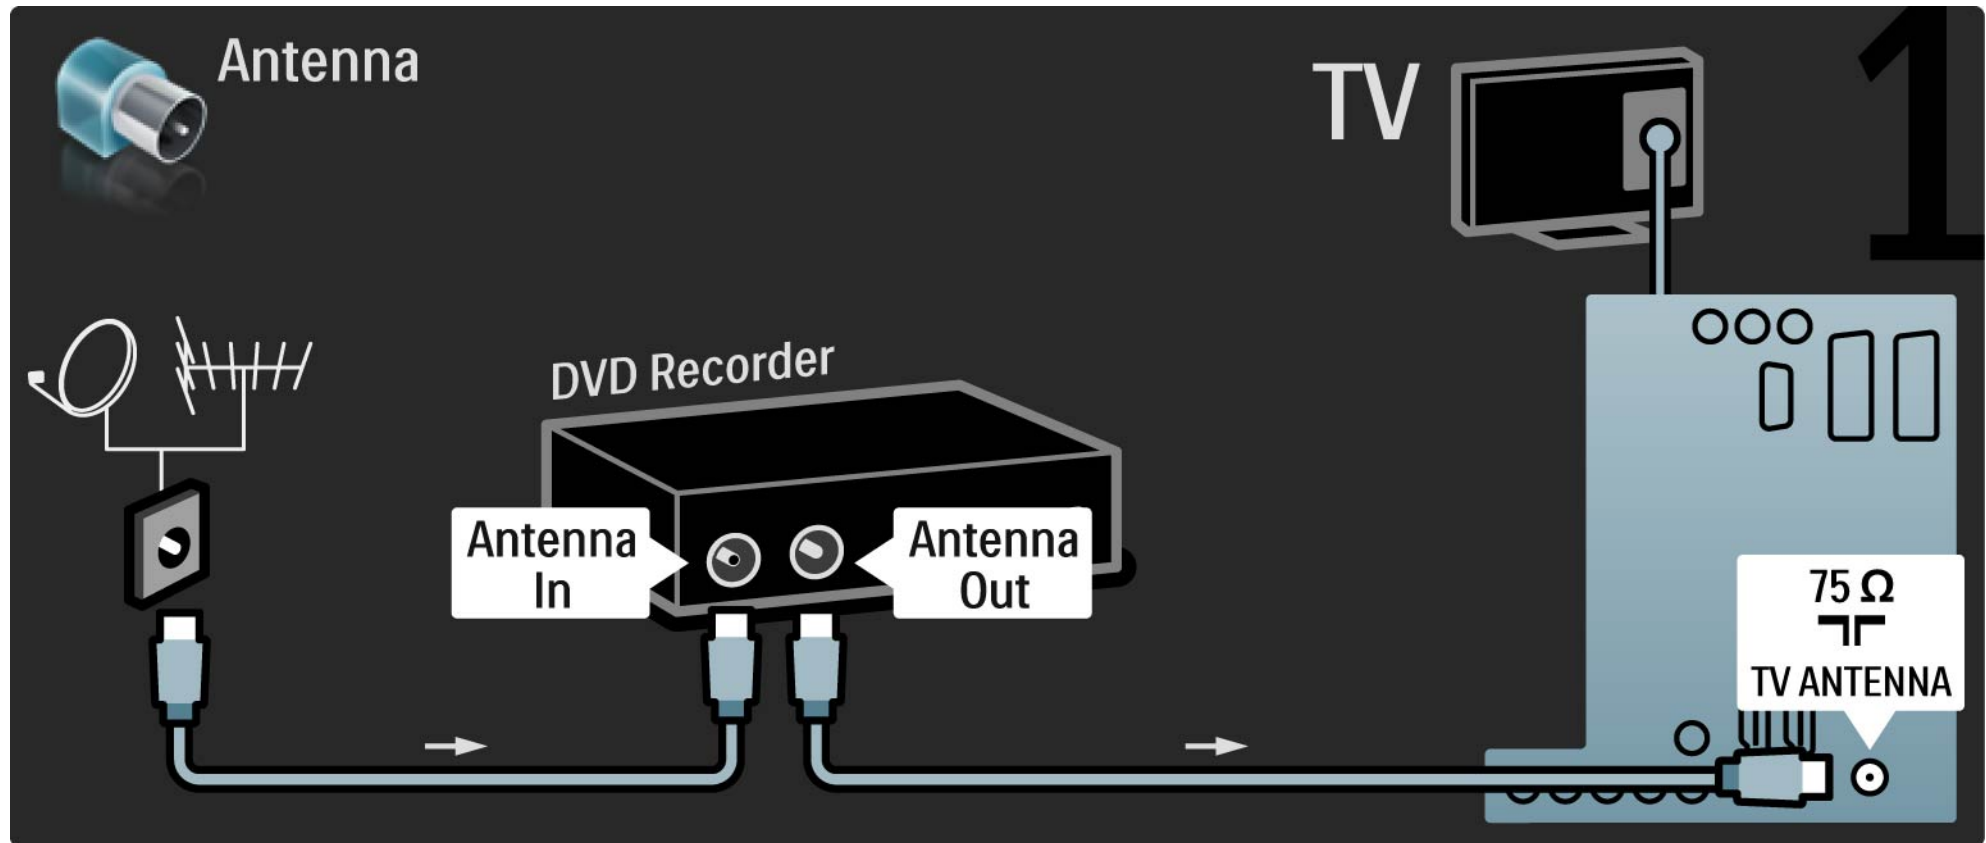 Antenna
TV
1
DVD Recorder
Antenna
In
Antenna
Out
75 Ω
TV ANTENNA